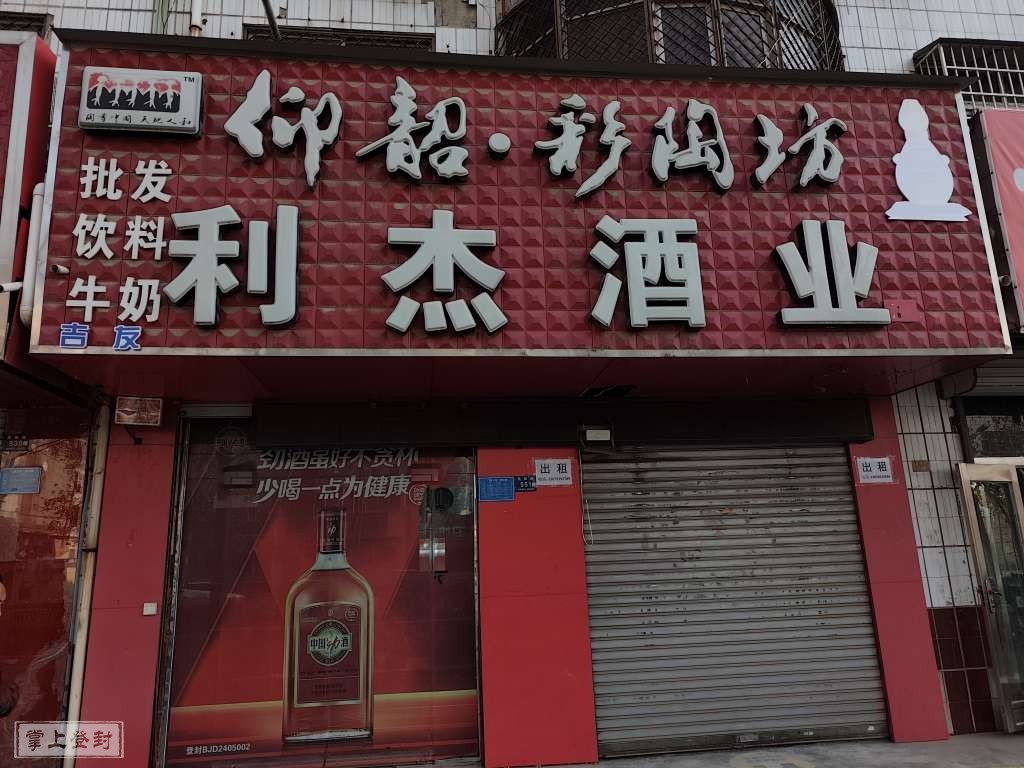 TM
仰韶·彩陶坊
批发
饮料
牛奶
吉友
利杰酒业
劲酒虽好不贪杯
少喝一点为健康
中国劲酒
登封BJD2405002
出租
551
出租
掌上登封